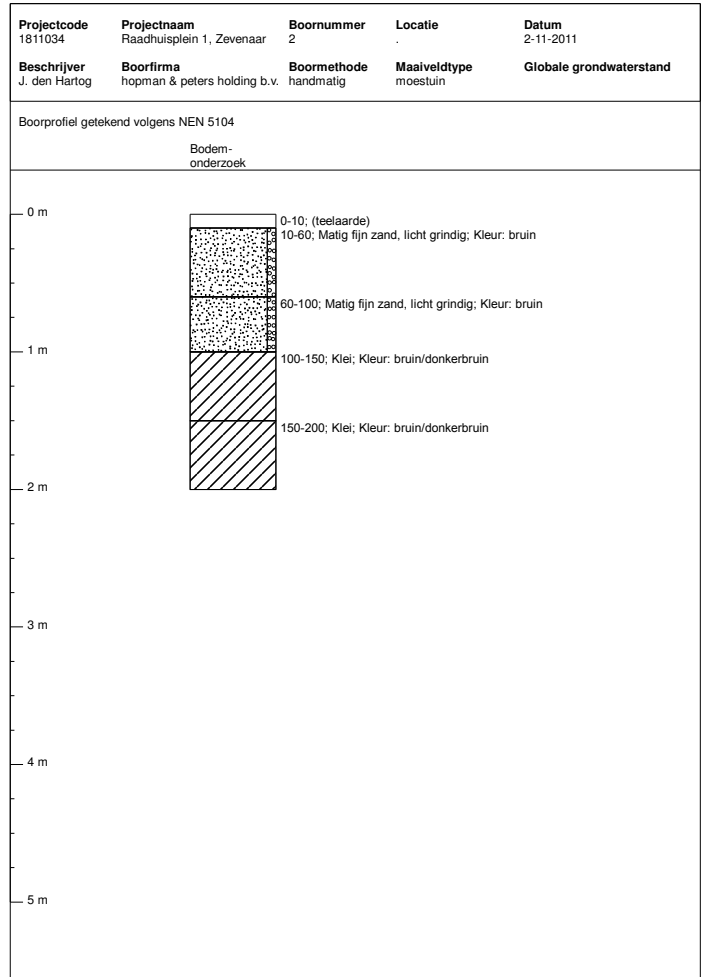 Projectcode Projectnaam Boornummer Locatie Datum
1811034 Raadhuisplein 1, Zevenaar 2 . 2-11-2011
Beschrijver Boorfirma Boormethode Maaiveldtype Globale grondwaterstand
J. den Hartog hopman & peters holding b.v. handmatig moestuin
Boorprofiel getekend volgens NEN 5104
Bodem-
onderzoek
0 m
0-10; (teelaarde)
10-60; Matig fijn zand, licht grindig; Kleur: bruin
60-100; Matig fijn zand, licht grindig; Kleur: bruin
1 m
100-150; Klei; Kleur: bruin/donkerbruin
150-200; Klei; Kleur: bruin/donkerbruin
2 m
3 m
4 m
5 m